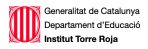 Generalitat de Catalunya
Departament d'Educació
Institut Torre Roja